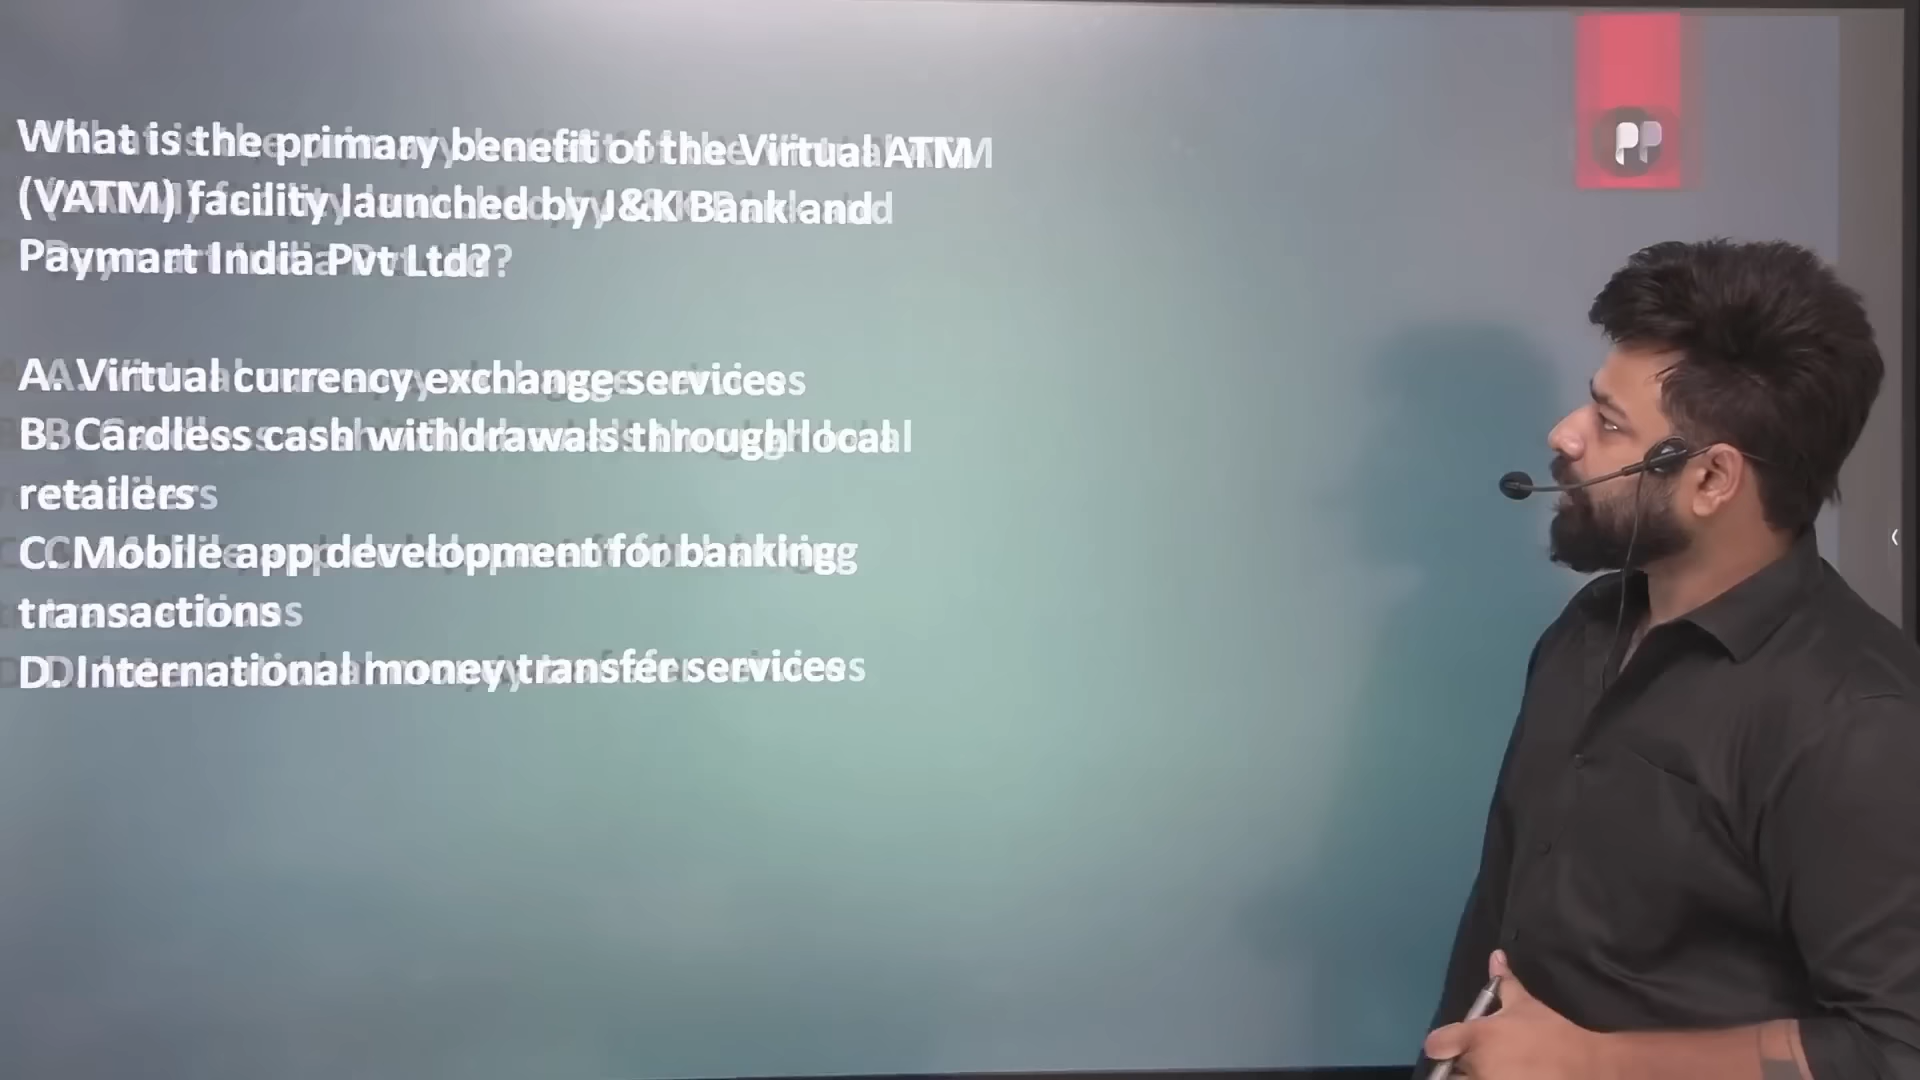 What is the primary benefit of the Virtual ATM
(VATM) facility launched by J&K Bank and
Paymart India Pvt Ltd?
A. Virtual currency exchange services
B. Cardless cash withdrawals through local
retailers
C. Mobile app development for banking
transactions
D. International money transfer services